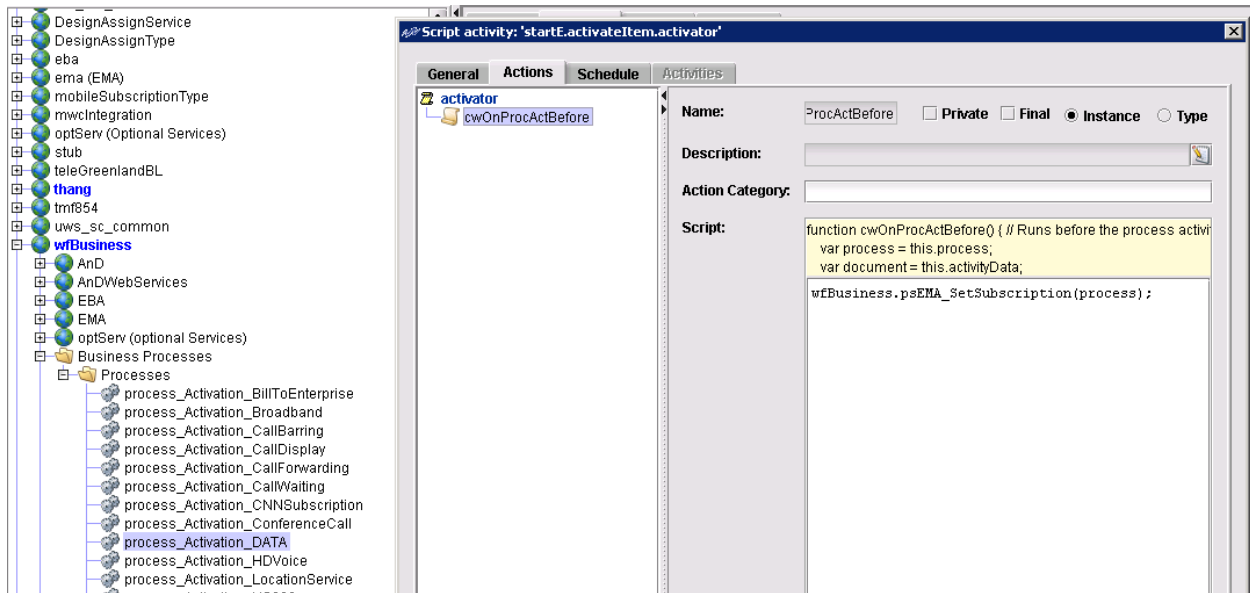 DesignAssignService
DesignAssignType
eba
ema (EMA)
mobileSubscriptionType
mwcIntegration
optServ (Optional Services)
stub
teleGreenlandBL
thang
tmf854
uws_sc_common
wfBusiness
AnD
AnDWebServices
EBA
EMA
optServ (optional Services)
Business Processes
Processes
process_Activation_BillToEnterprise
process_Activation_Broadband
process_Activation_CallBarring
process_Activation_CallDisplay
process_Activation_CallForwarding
process_Activation_CallWaiting
process_Activation_CNNSubscription
process_Activation_ConferenceCall
process_Activation_DATA
process_Activation_HDVoice
process_Activation_LocationService
Script activity: 'startE.activateItem.activator'
General Actions Schedule Activities
activator
cwOnProcActBefore
Name: ProcActBefore Private Final Instance Type
Description:
Action Category:
Script:
function cwOnProcActBefore() { // Runs before the process activi
var process = this.process;
var document = this.activityData;
wfBusiness.psEMA_SetSubscription(process);